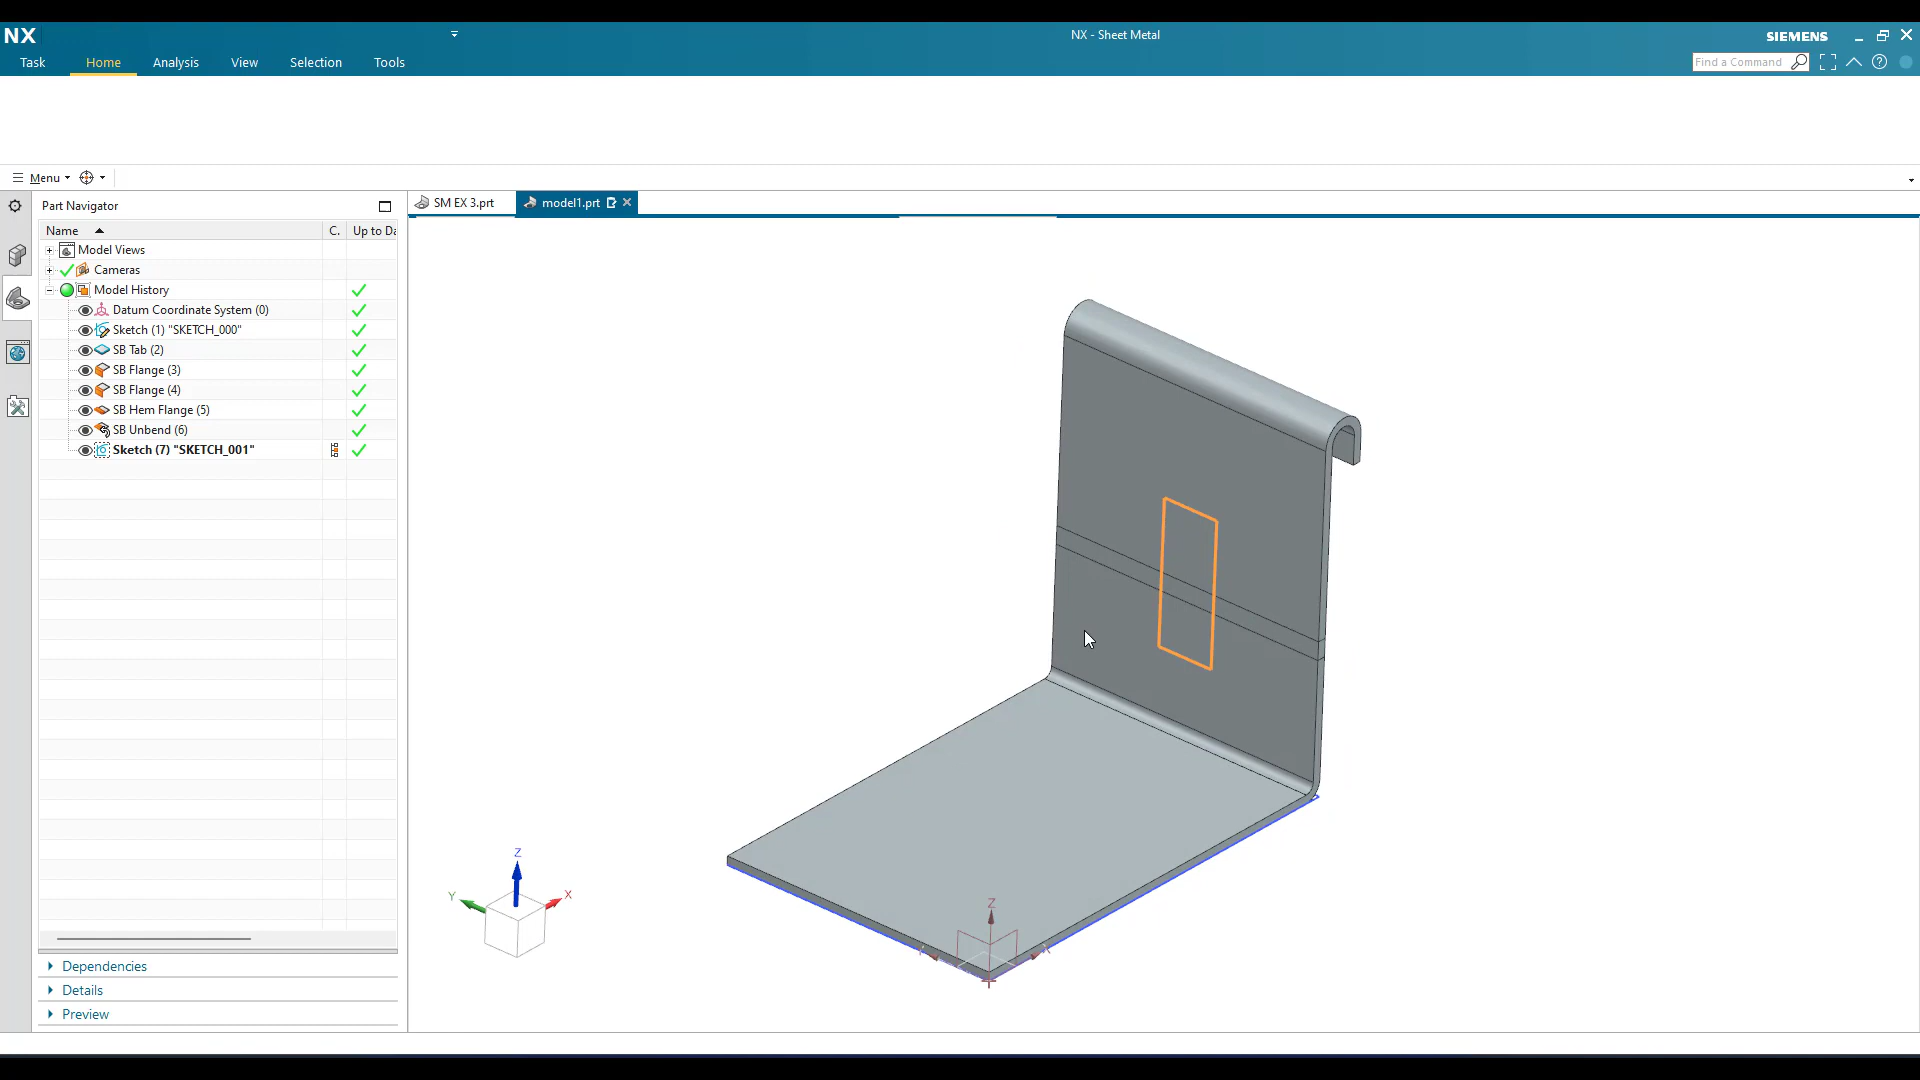 NX
NX - Sheet Metal
SIEMENS
Task
Home
Analysis
View
Selection
Tools
Find a Command
Menu
Part Navigator
SM EX 3.prt
model1.prt
Name
C.
Up to Da
Model Views
Cameras
Model History
Datum Coordinate System (0)
Sketch (1) "SKETCH_000"
SB Tab (2)
SB Flange (3)
SB Flange (4)
SB Hem Flange (5)
SB Unbend (6)
Sketch (7) "SKETCH_001"
Z
Y
X
Z
X
Dependencies
Details
Preview